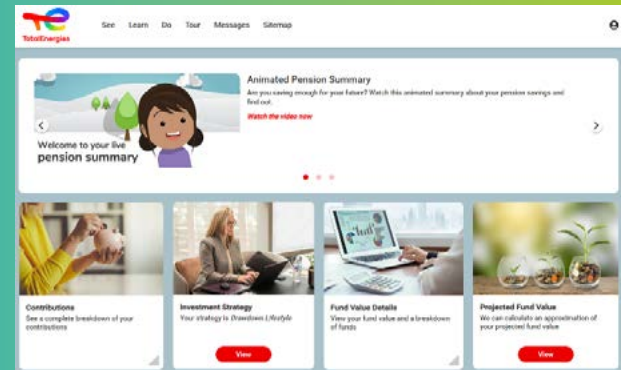 TotalEnergies
See Learn Do Tour Messages Sitemap
Animated Pension Summary
Are you saving enough for your future? Watch this animated summary about your pension savings and
find out.
Watch the video now
Welcome to your live
pension summary
Contributions
See a complete breakdown of your
contributions
Investment Strategy
Your strategy is Drawdown Lifestyle
View
Fund Value Details
View your fund value and a breakdown
of funds
Projected Fund Value
We can calculate an approximation of
your projected fund value
View